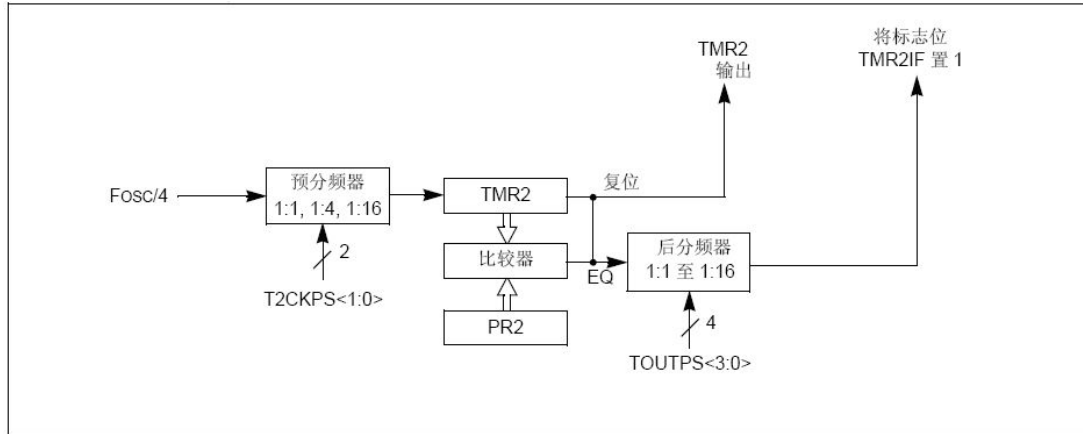 TMR2
输出
将标志位
TMR2IF 置 1
Fosc/4
预分频器
1:1, 1:4, 1:16
2
T2CKPS<1:0>
TMR2
复位
比较器
EQ
PR2
后分频器
1:1 至 1:16
4
TOUTPS<3:0>